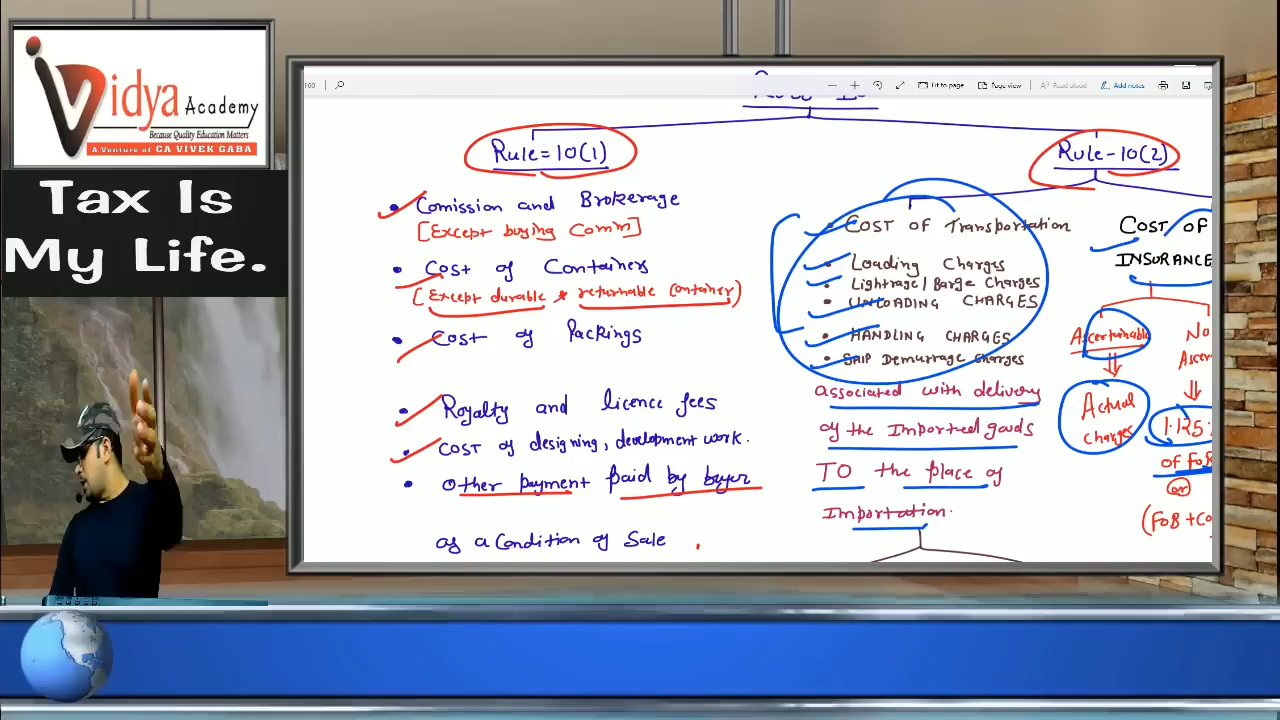 Vidya Academy
Because Quality Education Matters
A Venture of CA VIVEK GABA
Tax Is
My Life.
Fit to page
Page view
Read aloud
Add notes
Rule=10(1)
• Comission and Brokerage
[Except buying Comm]
• Cost of Containers
[Except durable & returnable container)
• Cost of Packings
• Royalty and licence fees
• COST of designing, development work.
• Other payment paid by buyer
as a Condition of Sale
Rule-10(2)
• COST OF Transportation
• Loading Charges
• Lightrage/Barge Charges
• UNLOADING CHARGES
• HANDLING CHARGES
• SHIP Demurrage Charges
associated with delivery
of the Imported goods
TO the place of
Importation.
COST OF
INSURANCE
Ascertainable
Actual
charges
No
Ascer
1.125%
of FOB
(or)
(FOB+Co